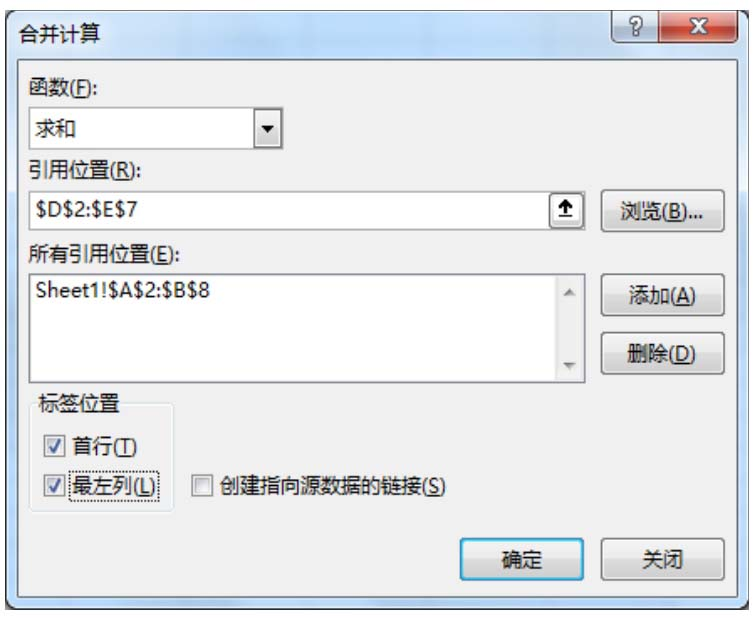 合并计算
函数(F):
求和
引用位置(R):
$D$2:$E$7
浏览(B)...
所有引用位置(E):
Sheet1!$A$2:$B$8
添加(A)
删除(D)
标签位置
首行(T)
最左列(L)
创建指向源数据的链接(S)
确定
关闭